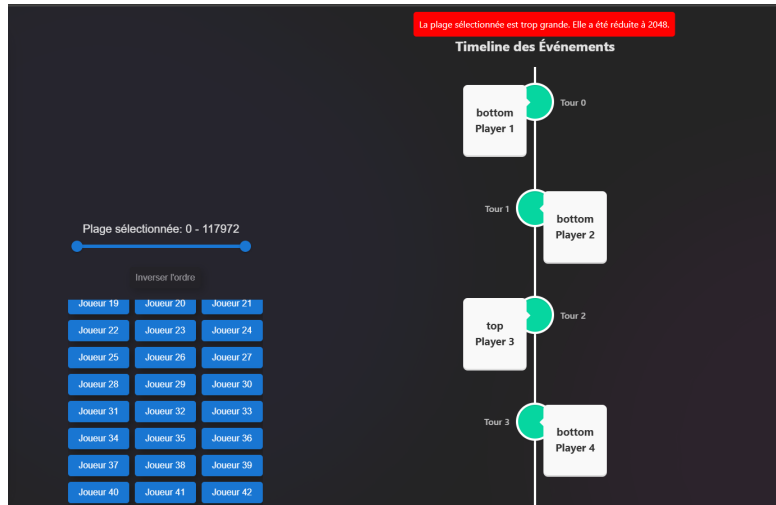 La plage sélectionnée est trop grande. Elle a été réduite à 2048.
Timeline des Événements
bottom
Player 1
Tour 0
Tour 1
bottom
Player 2
Plage sélectionnée: 0 - 117972
Inverser l'ordre
Joueur 19 Joueur 20 Joueur 21
Joueur 22 Joueur 23 Joueur 24
Joueur 25 Joueur 26 Joueur 27
Joueur 28 Joueur 29 Joueur 30
Joueur 31 Joueur 32 Joueur 33
Joueur 34 Joueur 35 Joueur 36
Joueur 37 Joueur 38 Joueur 39
Joueur 40 Joueur 41 Joueur 42
top
Player 3
Tour 2
Tour 3
bottom
Player 4